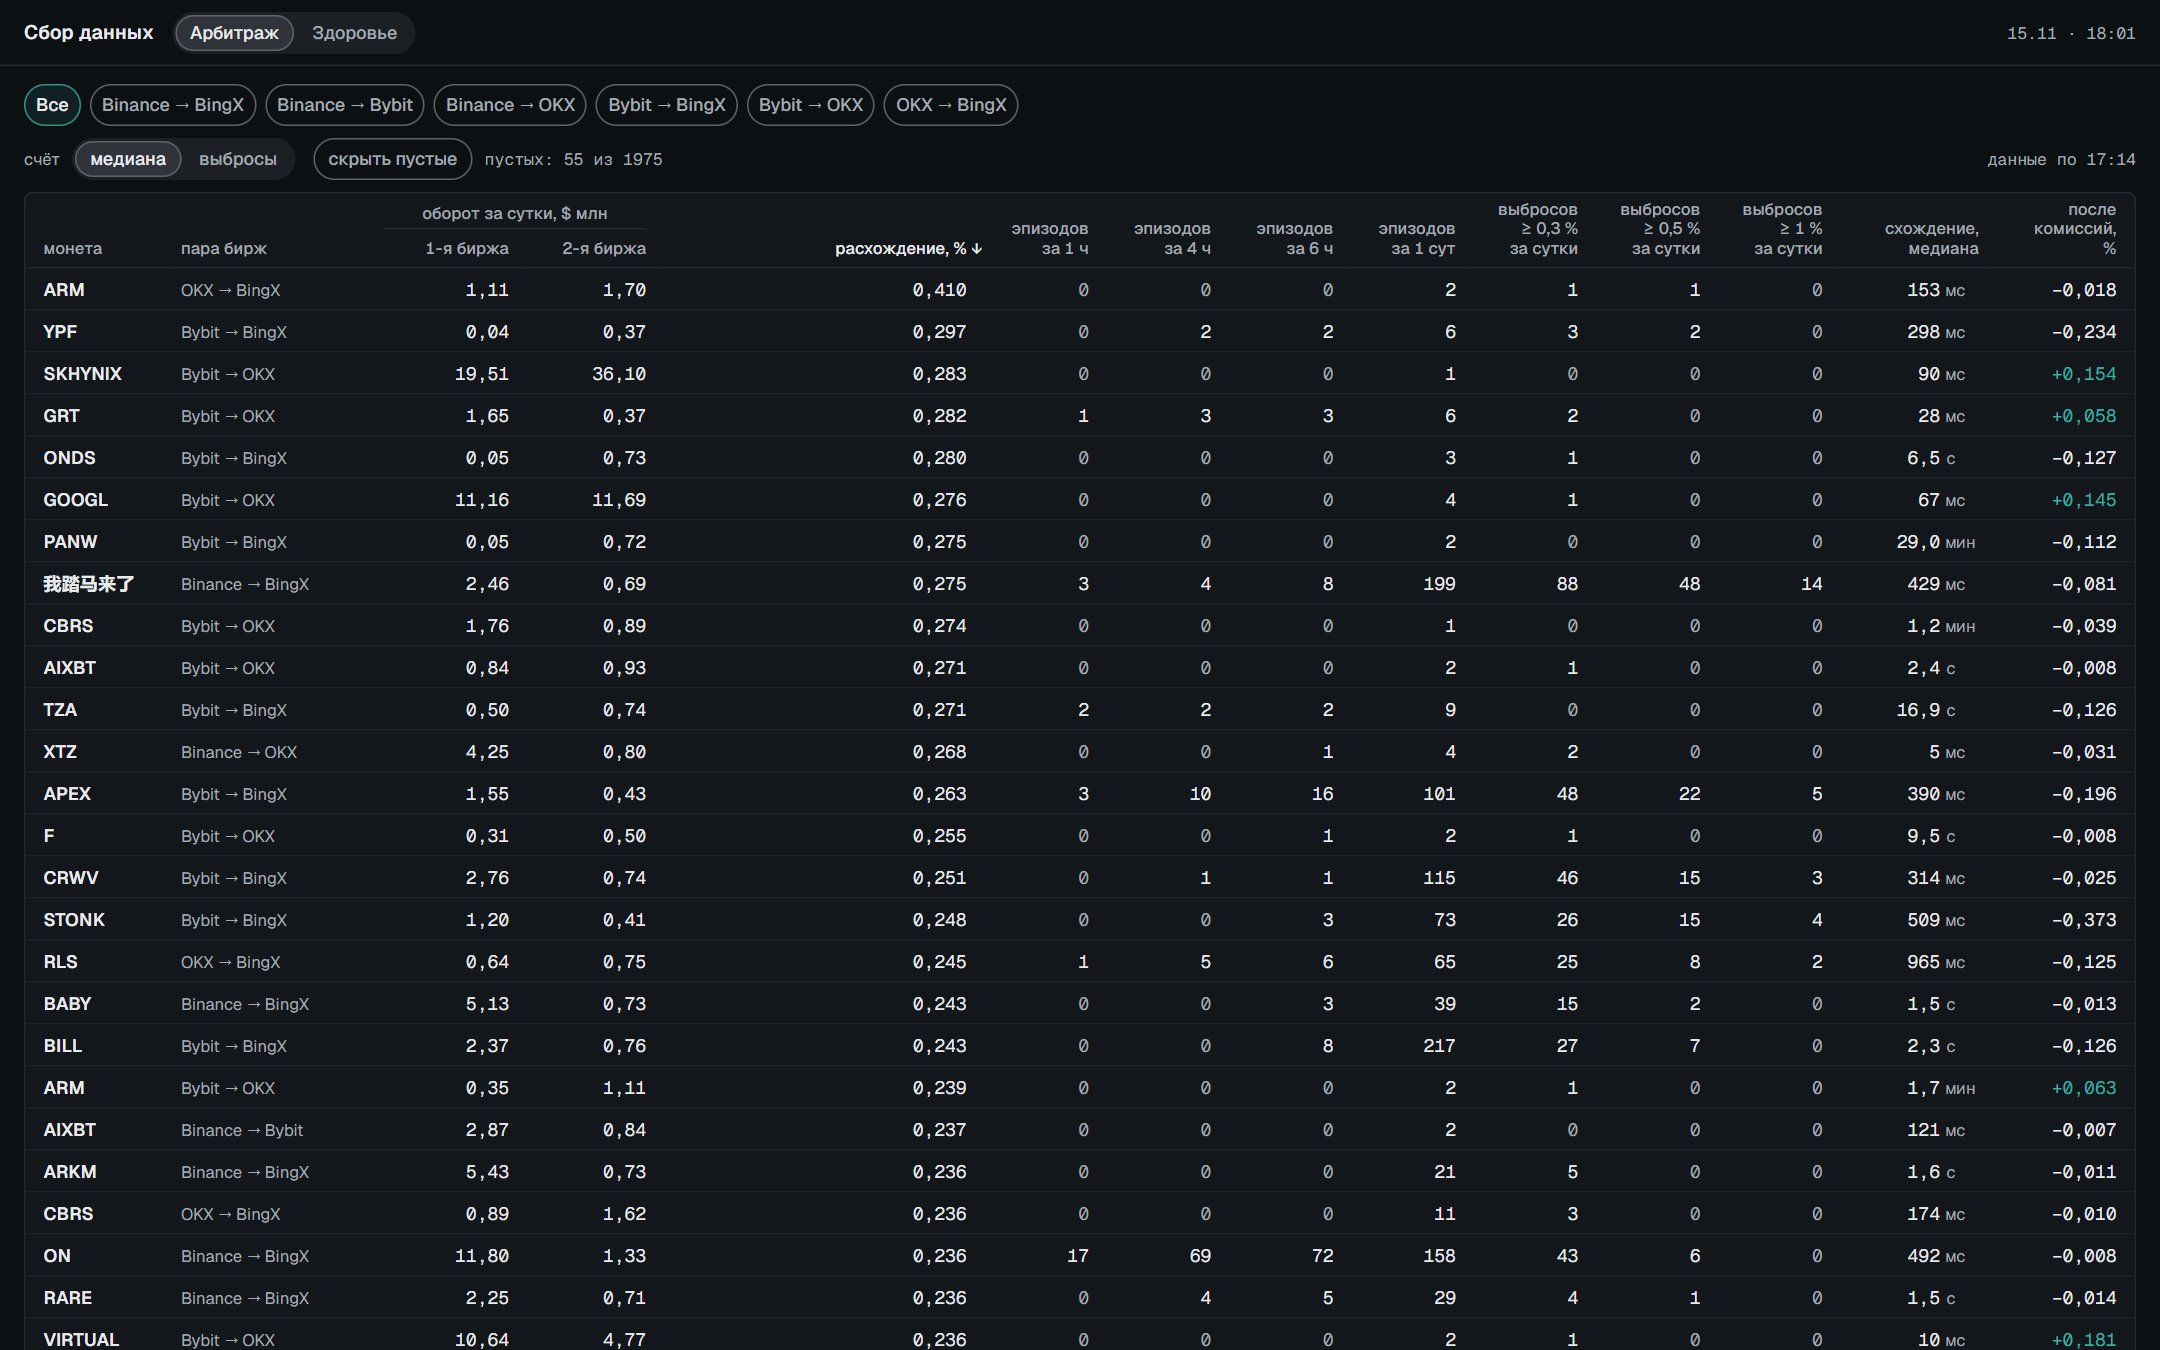 Сбор данных Арбитраж Здоровье 15.11 · 18:01
Все Binance → BingX Binance → Bybit Binance → OKX Bybit → BingX Bybit → OKX OKX → BingX
счёт медиана выбросы скрыть пустые пустых: 55 из 1975 данные по 17:14
оборот за сутки, $ млн
монета пара бирж 1-я биржа 2-я биржа расхождение, % ↓ эпизодов за 1 ч эпизодов за 4 ч эпизодов за 6 ч эпизодов за 1 сут выбросов ≥ 0,3 % за сутки выбросов ≥ 0,5 % за сутки выбросов ≥ 1 % за сутки схождение, медиана после комиссий, %
ARM OKX → BingX 1,11 1,70 0,410 0 0 0 2 1 1 0 153 мс −0,018
YPF Bybit → BingX 0,04 0,37 0,297 0 2 2 6 3 2 0 298 мс −0,234
SKHYNIX Bybit → OKX 19,51 36,10 0,283 0 0 0 1 0 0 0 90 мс +0,154
GRT Bybit → OKX 1,65 0,37 0,282 1 3 3 6 2 0 0 28 мс +0,058
ONDS Bybit → BingX 0,05 0,73 0,280 0 0 0 3 1 0 0 6,5 с −0,127
GOOGL Bybit → OKX 11,16 11,69 0,276 0 0 0 4 1 0 0 67 мс +0,145
PANW Bybit → BingX 0,05 0,72 0,275 0 0 0 2 0 0 0 29,0 мин −0,112
我踏马来了 Binance → BingX 2,46 0,69 0,275 3 4 8 199 88 48 14 429 мс −0,081
CBRS Bybit → OKX 1,76 0,89 0,274 0 0 0 1 0 0 0 1,2 мин −0,039
AIXBT Bybit → OKX 0,84 0,93 0,271 0 0 0 2 1 0 0 2,4 с −0,008
TZA Bybit → BingX 0,50 0,74 0,271 2 2 2 9 0 0 0 16,9 с −0,126
XTZ Binance → OKX 4,25 0,80 0,268 0 0 1 4 2 0 0 5 мс −0,031
APEX Bybit → BingX 1,55 0,43 0,263 3 10 16 101 48 22 5 390 мс −0,196
F Bybit → OKX 0,31 0,50 0,255 0 0 1 2 1 0 0 9,5 с −0,008
CRWV Bybit → BingX 2,76 0,74 0,251 0 1 1 115 46 15 3 314 мс −0,025
STONK Bybit → BingX 1,20 0,41 0,248 0 0 3 73 26 15 4 509 мс −0,373
RLS OKX → BingX 0,64 0,75 0,245 1 5 6 65 25 8 2 965 мс −0,125
BABY Binance → BingX 5,13 0,73 0,243 0 0 3 39 15 2 0 1,5 с −0,013
BILL Bybit → BingX 2,37 0,76 0,243 0 0 8 217 27 7 0 2,3 с −0,126
ARM Bybit → OKX 0,35 1,11 0,239 0 0 0 2 1 0 0 1,7 мин +0,063
AIXBT Binance → Bybit 2,87 0,84 0,237 0 0 0 2 0 0 0 121 мс −0,007
ARKM Binance → BingX 5,43 0,73 0,236 0 0 0 21 5 0 0 1,6 с −0,011
CBRS OKX → BingX 0,89 1,62 0,236 0 0 0 11 3 0 0 174 мс −0,010
ON Binance → BingX 11,80 1,33 0,236 17 69 72 158 43 6 0 492 мс −0,008
RARE Binance → BingX 2,25 0,71 0,236 0 4 5 29 4 1 0 1,5 с −0,014
VIRTUAL Bybit → OKX 10,64 4,77 0,236 0 0 0 2 1 0 0 10 мс +0,181